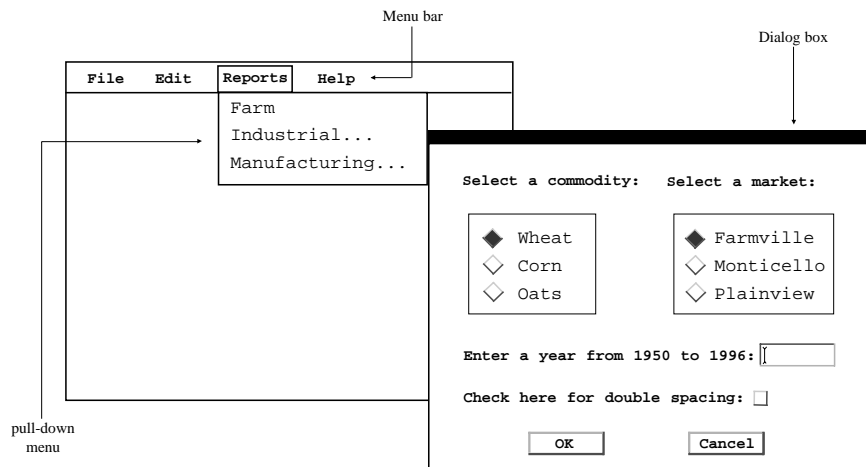 Menu bar
Dialog box
File Edit Reports Help
Farm
Industrial...
Manufacturing...
pull-down
menu
Select a commodity: Select a market:
Wheat
Corn
Oats
Farmville
Monticello
Plainview
Enter a year from 1950 to 1996:
Check here for double spacing:
OK Cancel